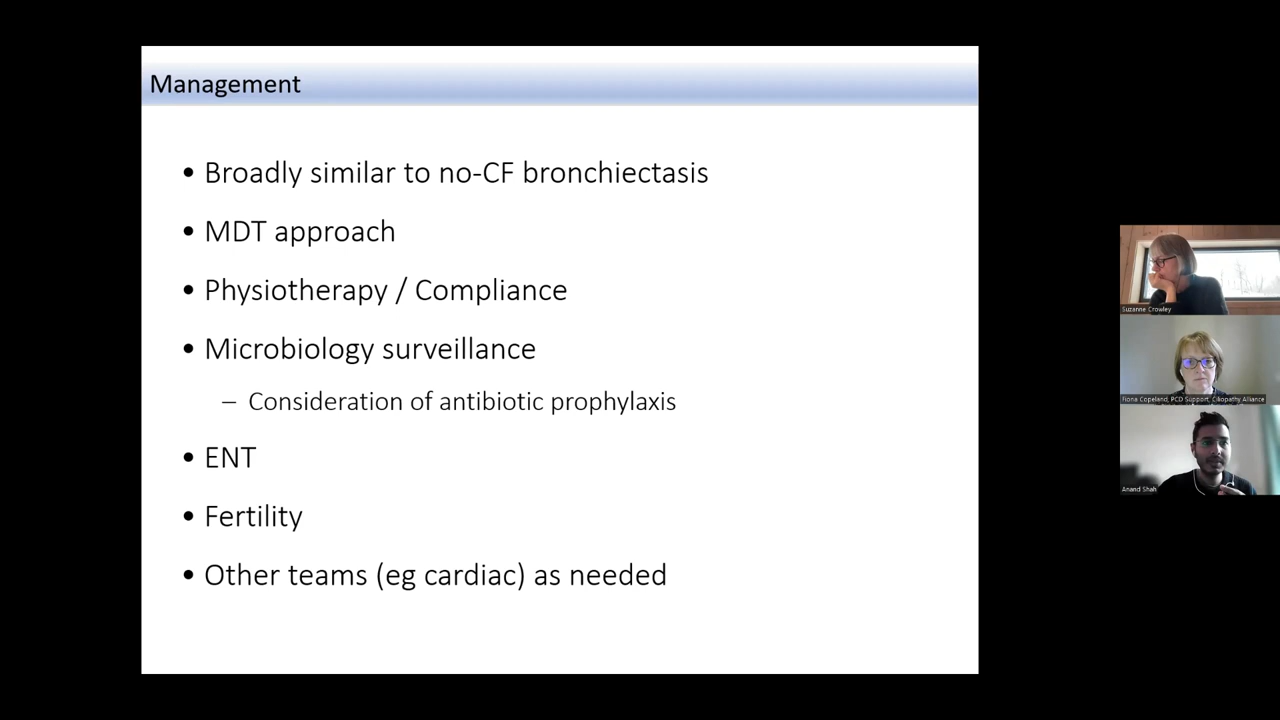 Management
• Broadly similar to no-CF bronchiectasis
• MDT approach
• Physiotherapy / Compliance
• Microbiology surveillance
– Consideration of antibiotic prophylaxis
• ENT
• Fertility
• Other teams (eg cardiac) as needed
Suzanne Crowley
Fiona Copeland, PCD Support, Ciliopathy Alliance
Anand Shah